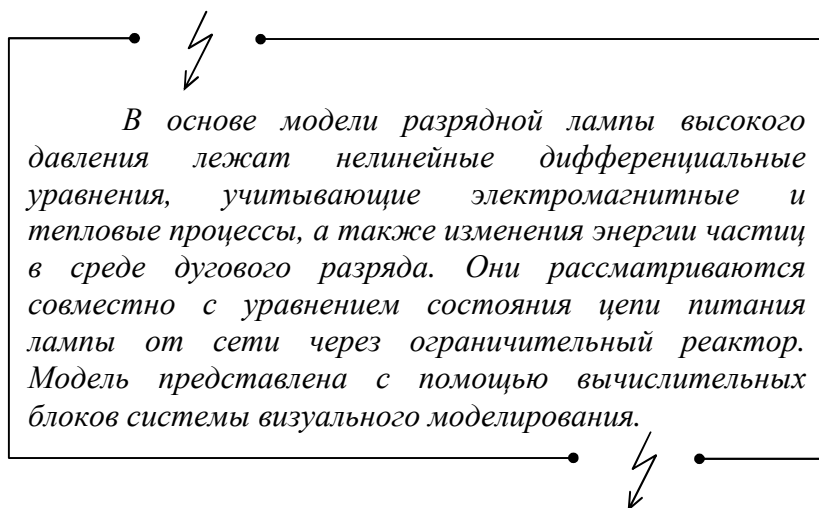 В основе модели разрядной лампы высокого
давления лежат нелинейные дифференциальные
уравнения, учитывающие электромагнитные и
тепловые процессы, а также изменения энергии частиц
в среде дугового разряда. Они рассматриваются
совместно с уравнением состояния цепи питания
лампы от сети через ограничительный реактор.
Модель представлена с помощью вычислительных
блоков системы визуального моделирования.